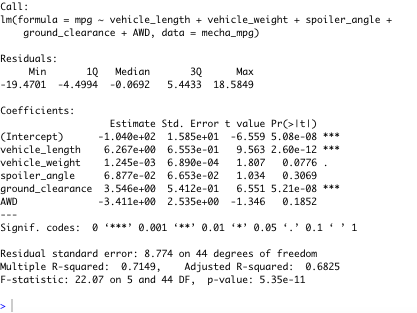 Call:
lm(formula = mpg ~ vehicle_length + vehicle_weight + spoiler_angle +
    ground_clearance + AWD, data = mecha_mpg)

Residuals:
     Min       1Q   Median       3Q      Max
-19.4701  -4.4994  -0.0692   5.4433  18.5849

Coefficients:
                   Estimate Std. Error t value Pr(>|t|)
(Intercept)      -1.040e+02  1.585e+01  -6.559 5.08e-08 ***
vehicle_length    6.267e+00  6.553e-01   9.563 2.60e-12 ***
vehicle_weight    1.245e-03  6.890e-04   1.807   0.0776 .
spoiler_angle     6.877e-02  6.653e-02   1.034   0.3069
ground_clearance  3.546e+00  5.412e-01   6.551 5.21e-08 ***
AWD              -3.411e+00  2.535e+00  -1.346   0.1852
---
Signif. codes:  0 ‘***’ 0.001 ‘**’ 0.01 ‘*’ 0.05 ‘.’ 0.1 ‘ ’ 1

Residual standard error: 8.774 on 44 degrees of freedom
Multiple R-squared:  0.7149,    Adjusted R-squared:  0.6825
F-statistic: 22.07 on 5 and 44 DF,  p-value: 5.35e-11

>